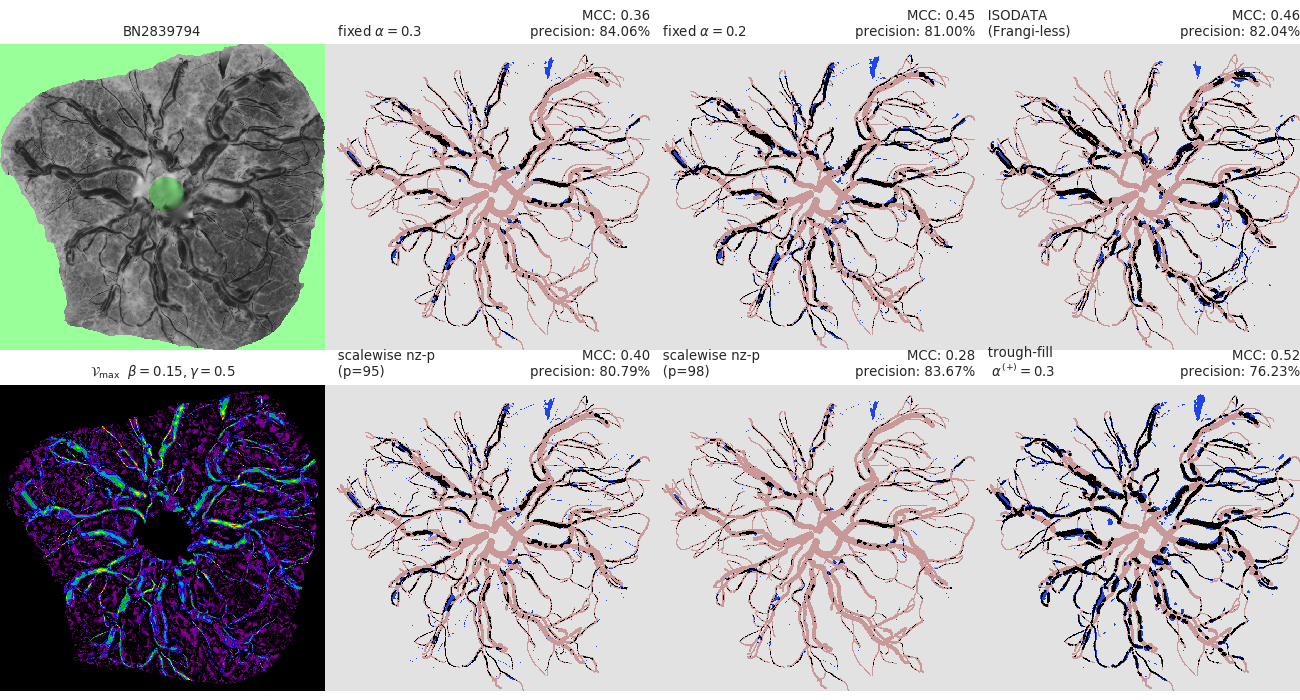 BN2839794
fixed α = 0.3
MCC: 0.36
precision: 84.06%
fixed α = 0.2
MCC: 0.45
precision: 81.00%
ISODATA
(Frangi-less)
MCC: 0.46
precision: 82.04%
𝒱max β = 0.15, γ = 0.5
scalewise nz-p
(p=95)
MCC: 0.40
precision: 80.79%
scalewise nz-p
(p=98)
MCC: 0.28
precision: 83.67%
trough-fill
α(+) = 0.3
MCC: 0.52
precision: 76.23%